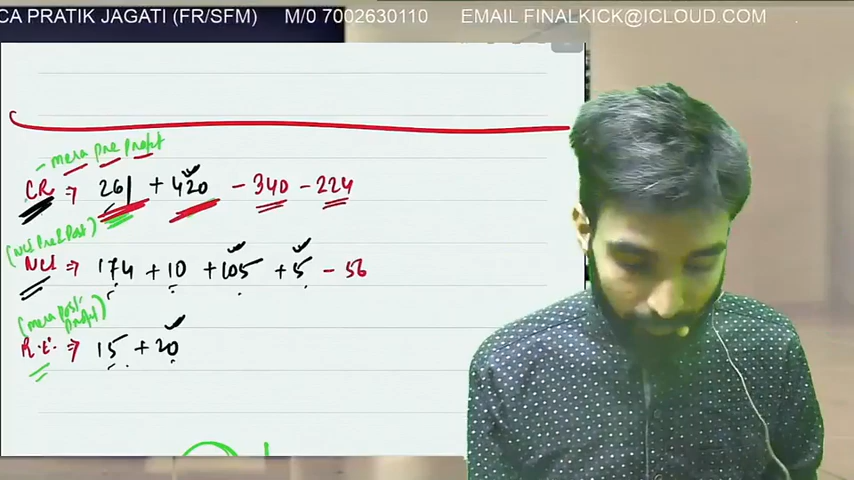 CA PRATIK JAGATI (FR/SFM) M/0 7002630110 EMAIL FINALKICK@ICLOUD.COM
- mera pre profit
CR ⇒ 261 + 420 - 340 - 224
(NCI Pre & Post)
NCI ⇒ 174 + 10 + 105 + 5 - 56
(mera post profit)
R.E. ⇒ 15 + 20